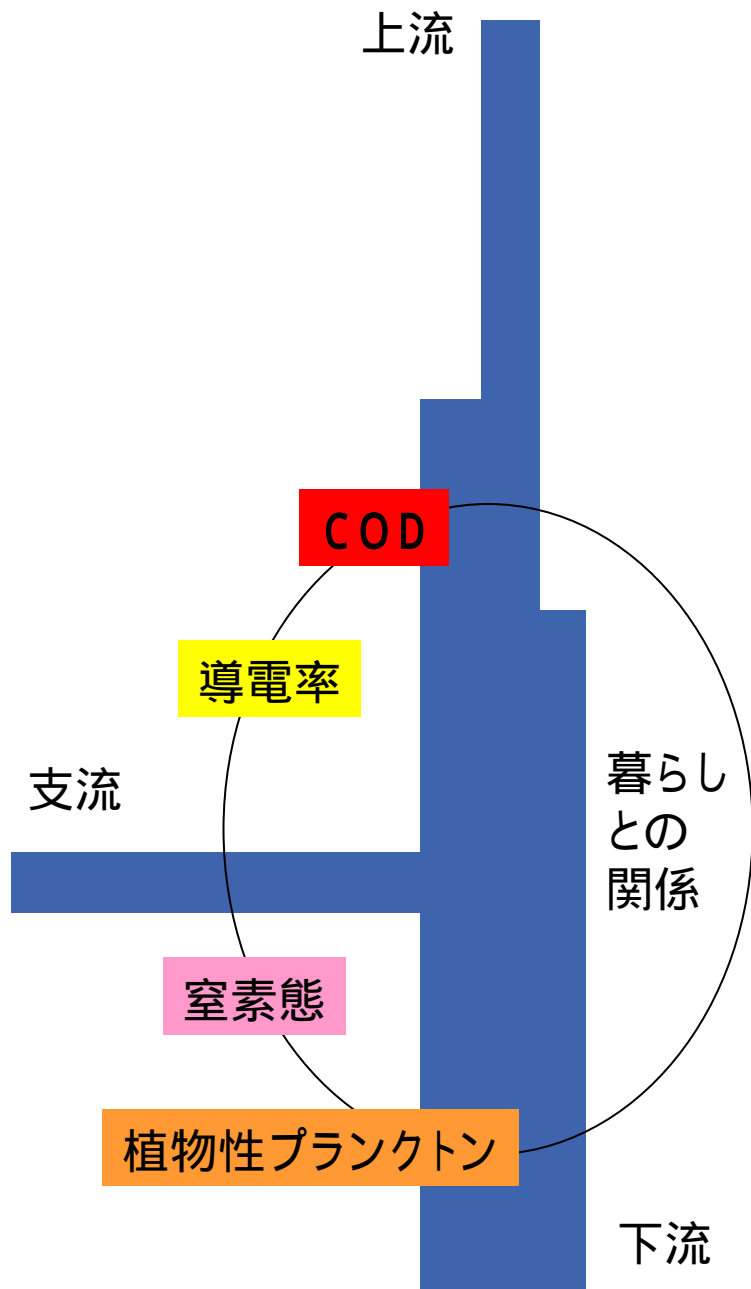 上流
COD
導電率
支流
暮らし
との
関係
窒素態
植物性プランクトン
下流